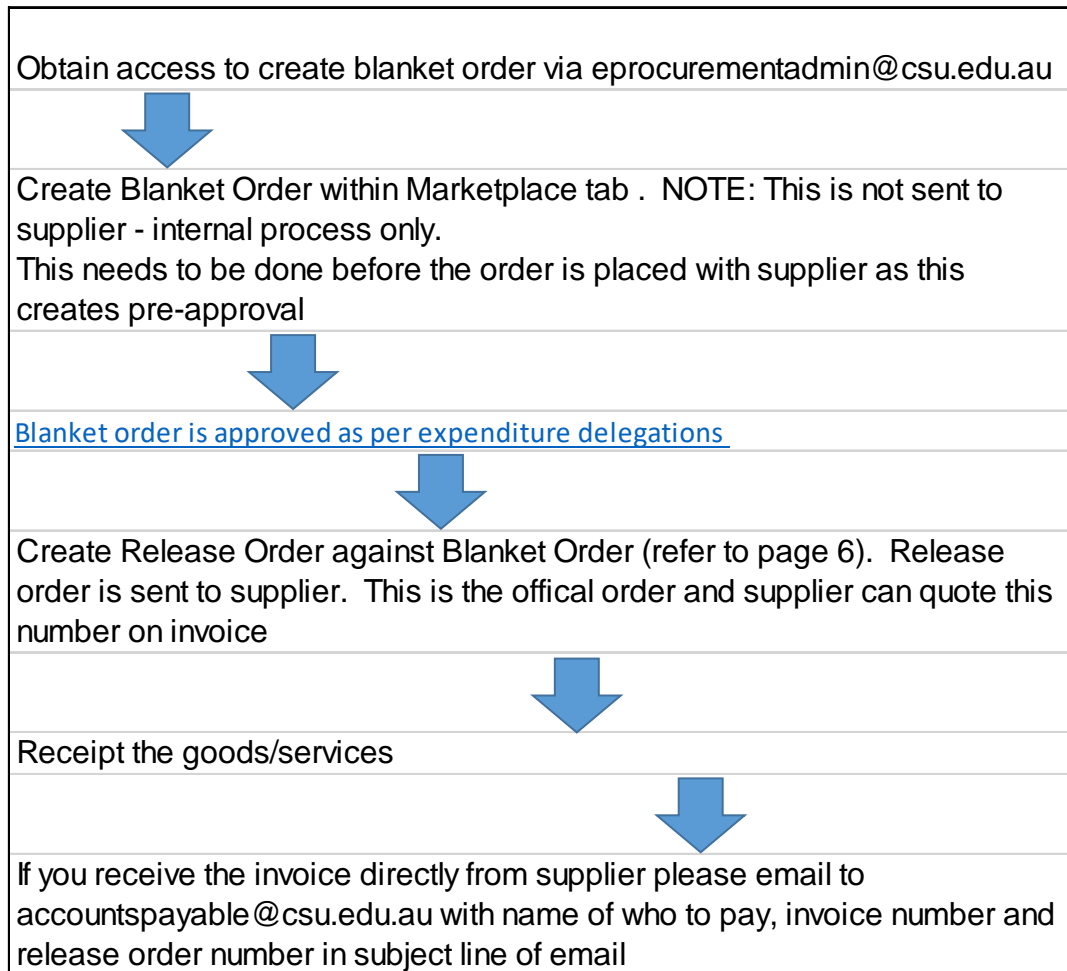 Obtain access to create blanket order via eprocurementadmin@csu.edu.au
Create Blanket Order within Marketplace tab .  NOTE: This is not sent to
supplier - internal process only.
This needs to be done before the order is placed with supplier as this
creates pre-approval
Blanket order is approved as per expenditure delegations
Create Release Order against Blanket Order (refer to page 6).  Release
order is sent to supplier.  This is the offical order and supplier can quote this
number on invoice
Receipt the goods/services
If you receive the invoice directly from supplier please email to
accountspayable@csu.edu.au with name of who to pay, invoice number and
release order number in subject line of email